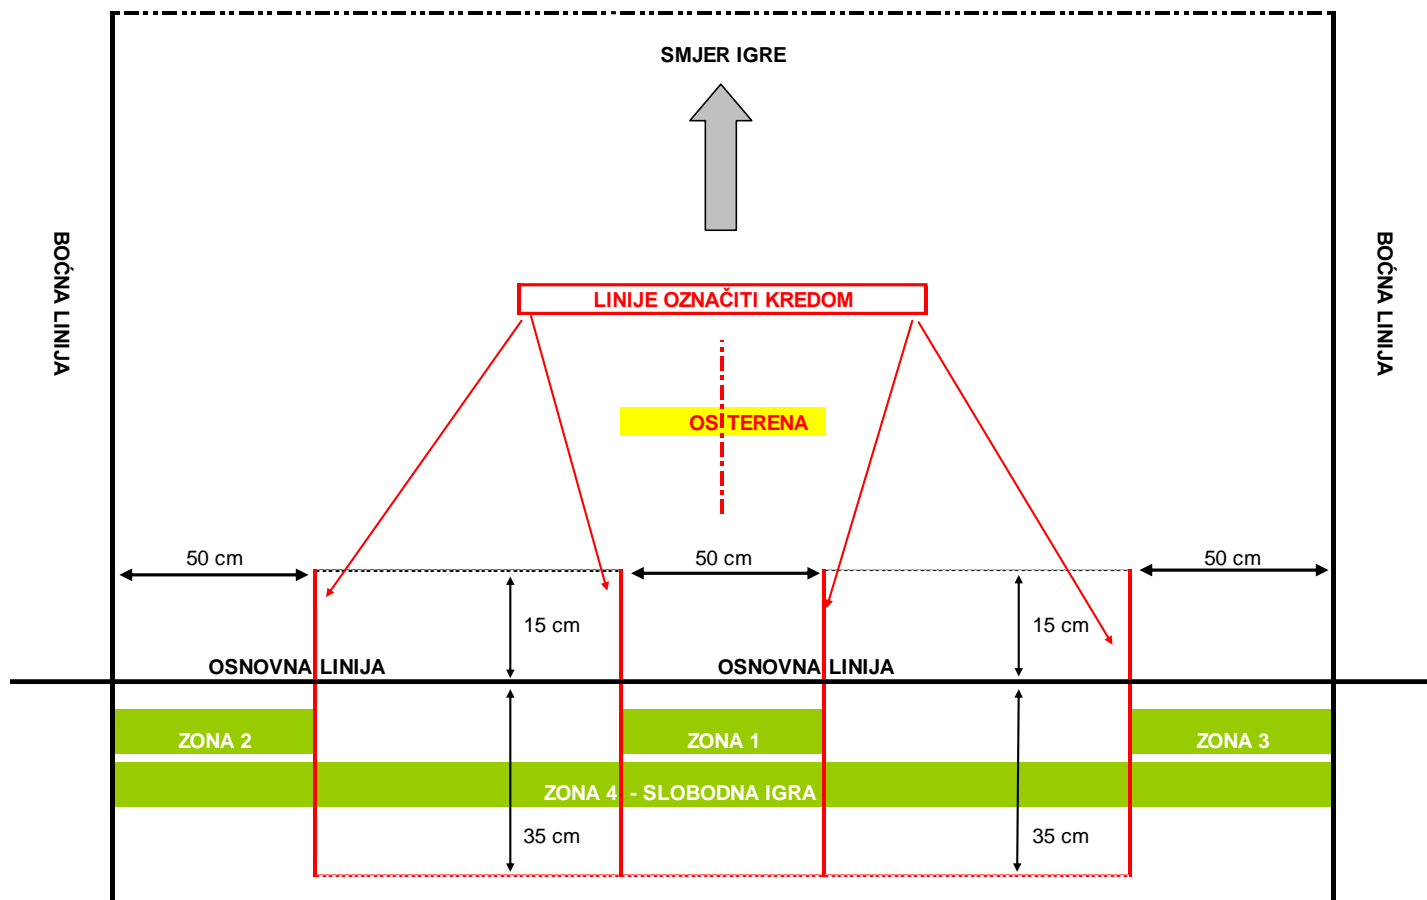 SMJER IGRE
BOĆNA LINIJA
BOĆNA LINIJA
LINIJE OZNAČITI KREDOM
OS TERENA
50 cm
50 cm
50 cm
15 cm
15 cm
OSNOVNA LINIJA
OSNOVNA LINIJA
ZONA 2
ZONA 1
ZONA 3
ZONA 4 - SLOBODNA IGRA
35 cm
35 cm